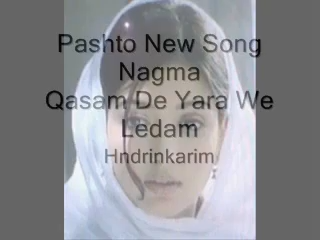 Pashto New Song
Nagma
Qasam De Yara We
Ledam
Hndrinkarim